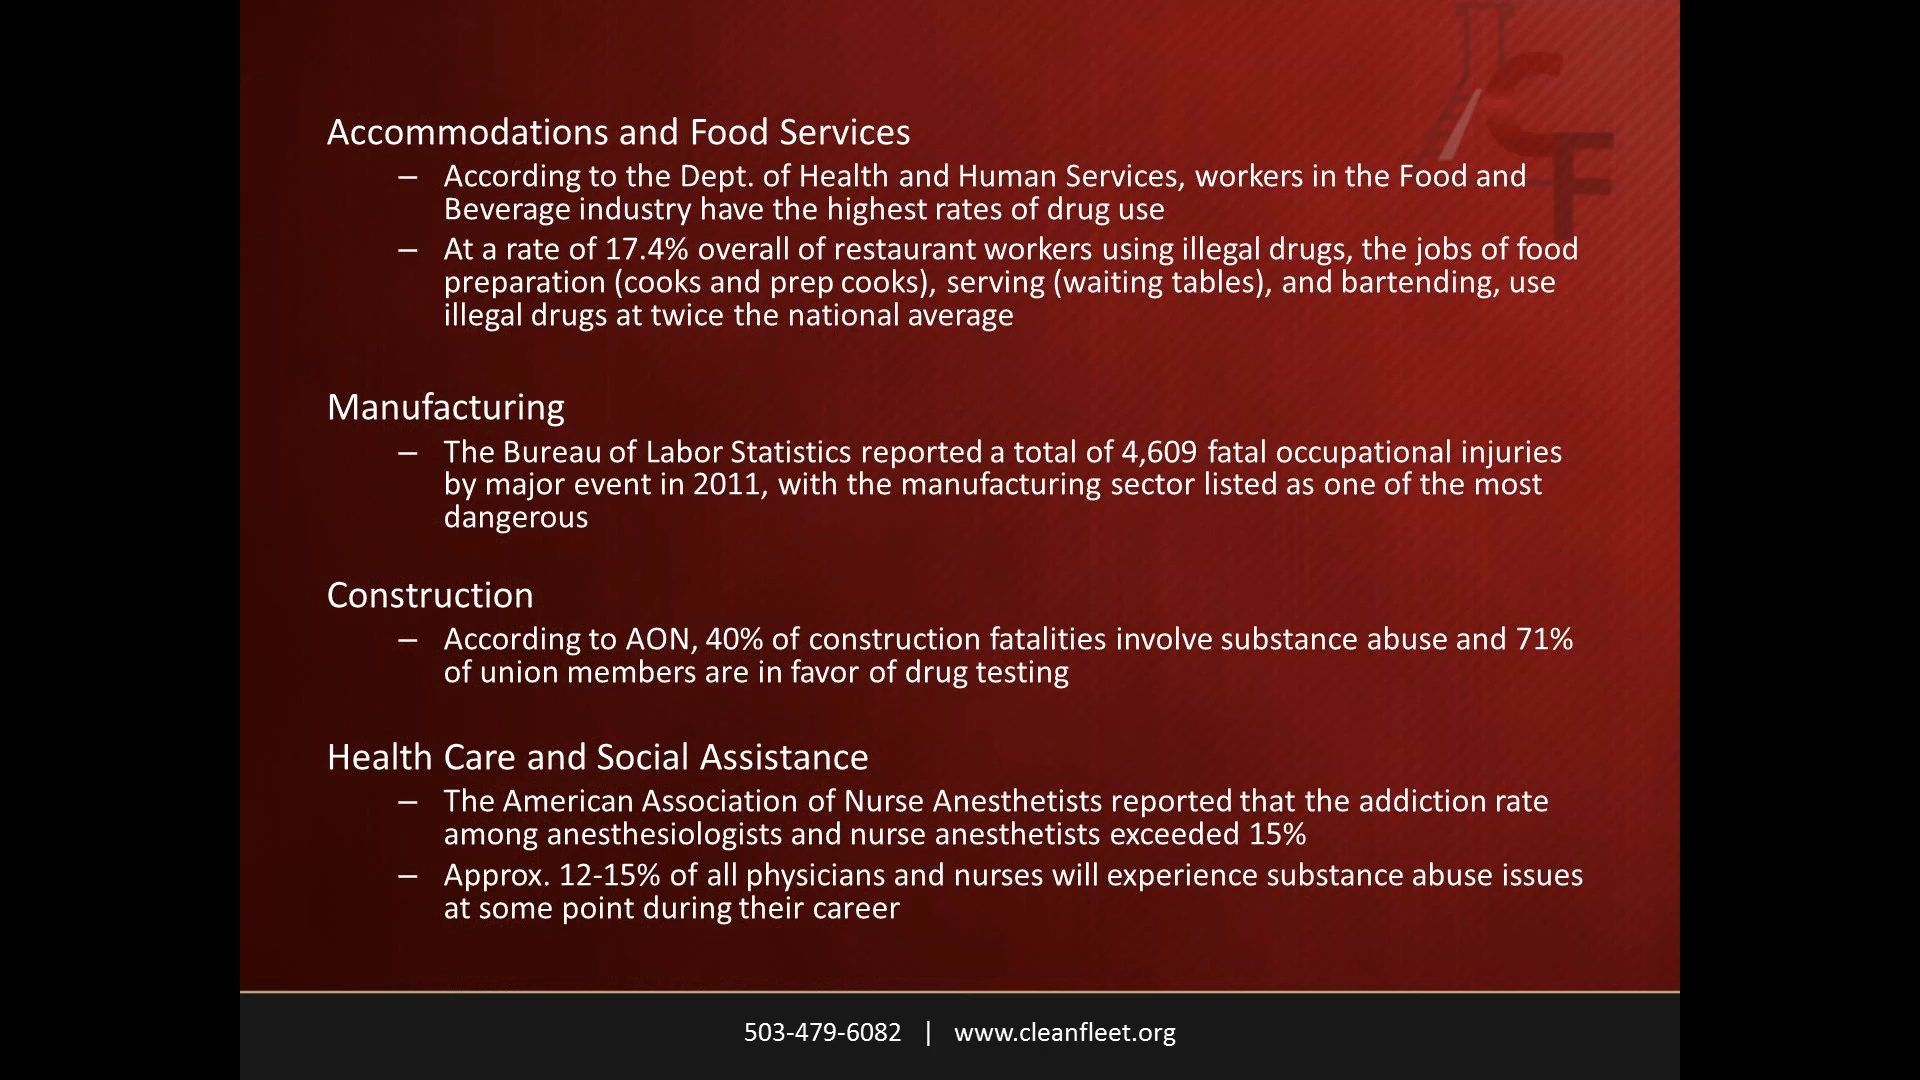 Accommodations and Food Services
– According to the Dept. of Health and Human Services, workers in the Food and
Beverage industry have the highest rates of drug use
– At a rate of 17.4% overall of restaurant workers using illegal drugs, the jobs of food
preparation (cooks and prep cooks), serving (waiting tables), and bartending, use
illegal drugs at twice the national average
Manufacturing
– The Bureau of Labor Statistics reported a total of 4,609 fatal occupational injuries
by major event in 2011, with the manufacturing sector listed as one of the most
dangerous
Construction
– According to AON, 40% of construction fatalities involve substance abuse and 71%
of union members are in favor of drug testing
Health Care and Social Assistance
– The American Association of Nurse Anesthetists reported that the addiction rate
among anesthesiologists and nurse anesthetists exceeded 15%
– Approx. 12-15% of all physicians and nurses will experience substance abuse issues
at some point during their career
503-479-6082 | www.cleanfleet.org
CF